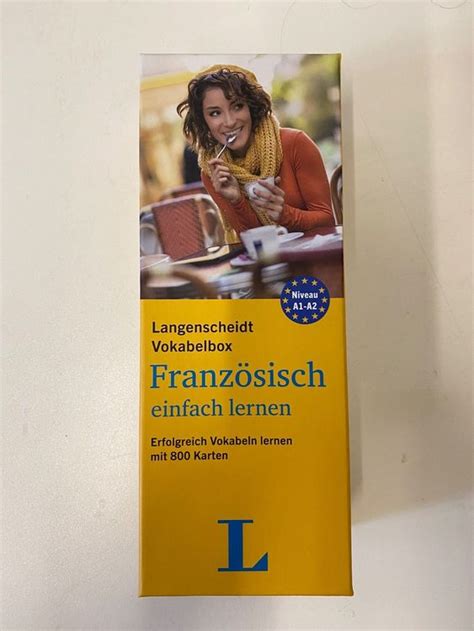 Niveau
A1-A2
Langenscheidt
Vokabelbox
Französisch
einfach lernen
Erfolgreich Vokabeln lernen
mit 800 Karten
L